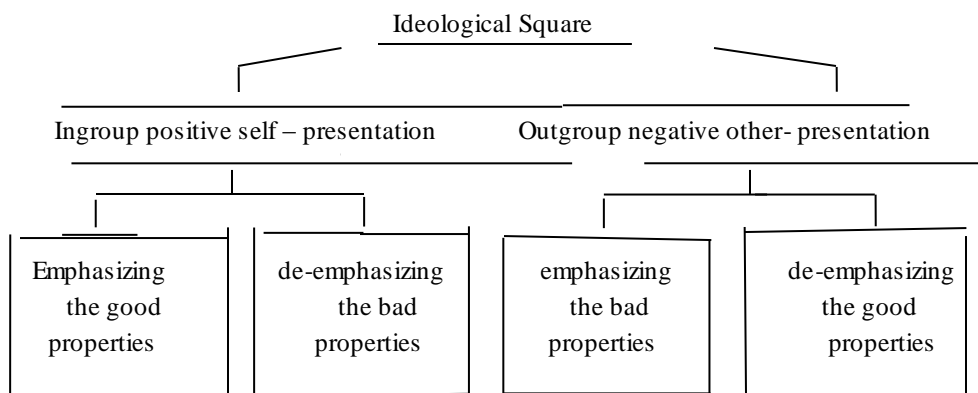 Ideological Square
Ingroup positive self – presentation
Outgroup negative other- presentation
Emphasizing
the good
properties
de-emphasizing
the bad
properties
emphasizing
the bad
properties
de-emphasizing
the good
properties